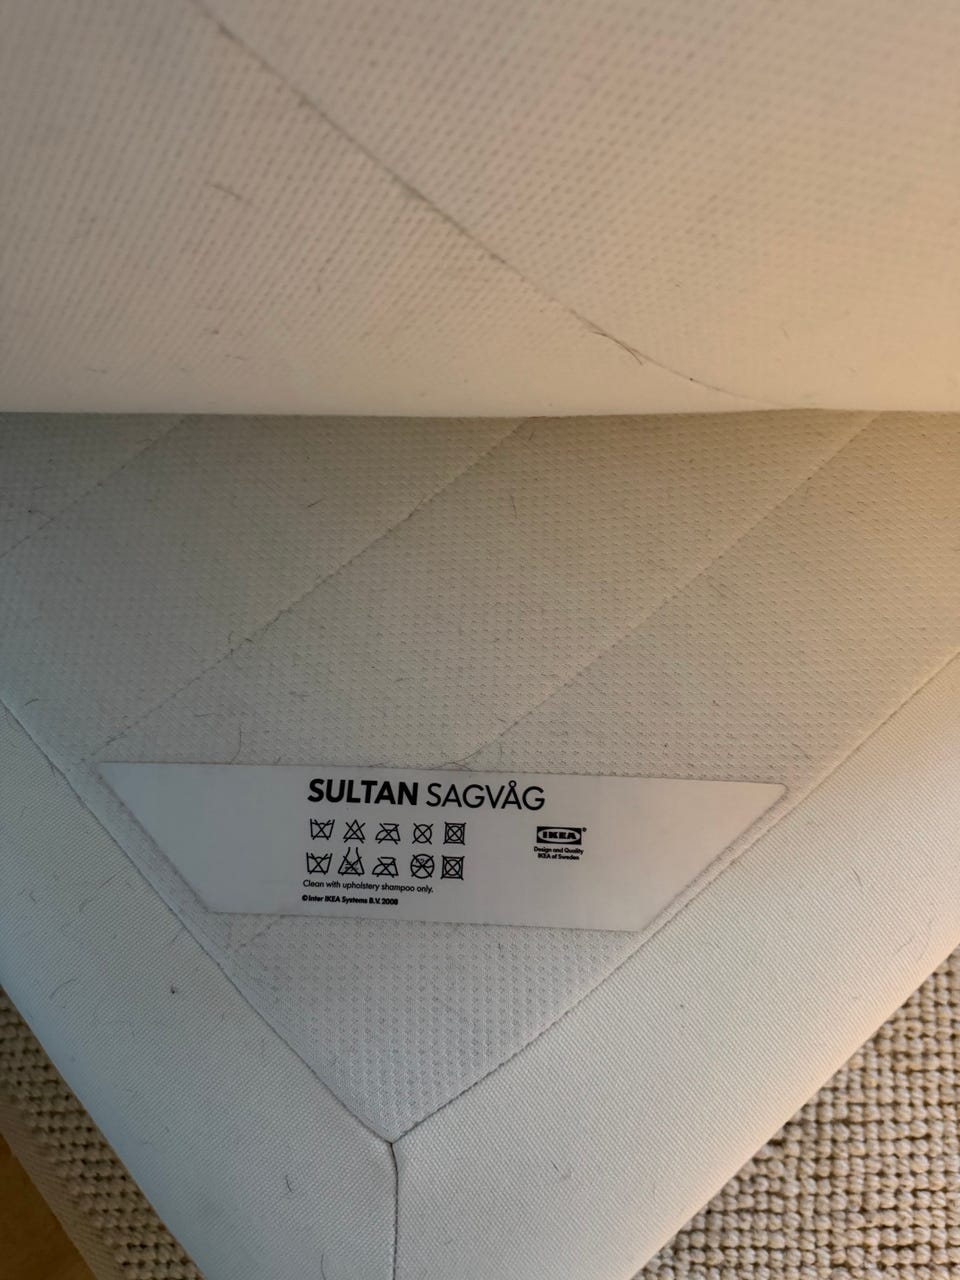 SULTAN SAGVÅG
IKEA®
Design and Quality
IKEA of Sweden
Clean with upholstery shampoo only.
©Inter IKEA Systems B.V. 2008